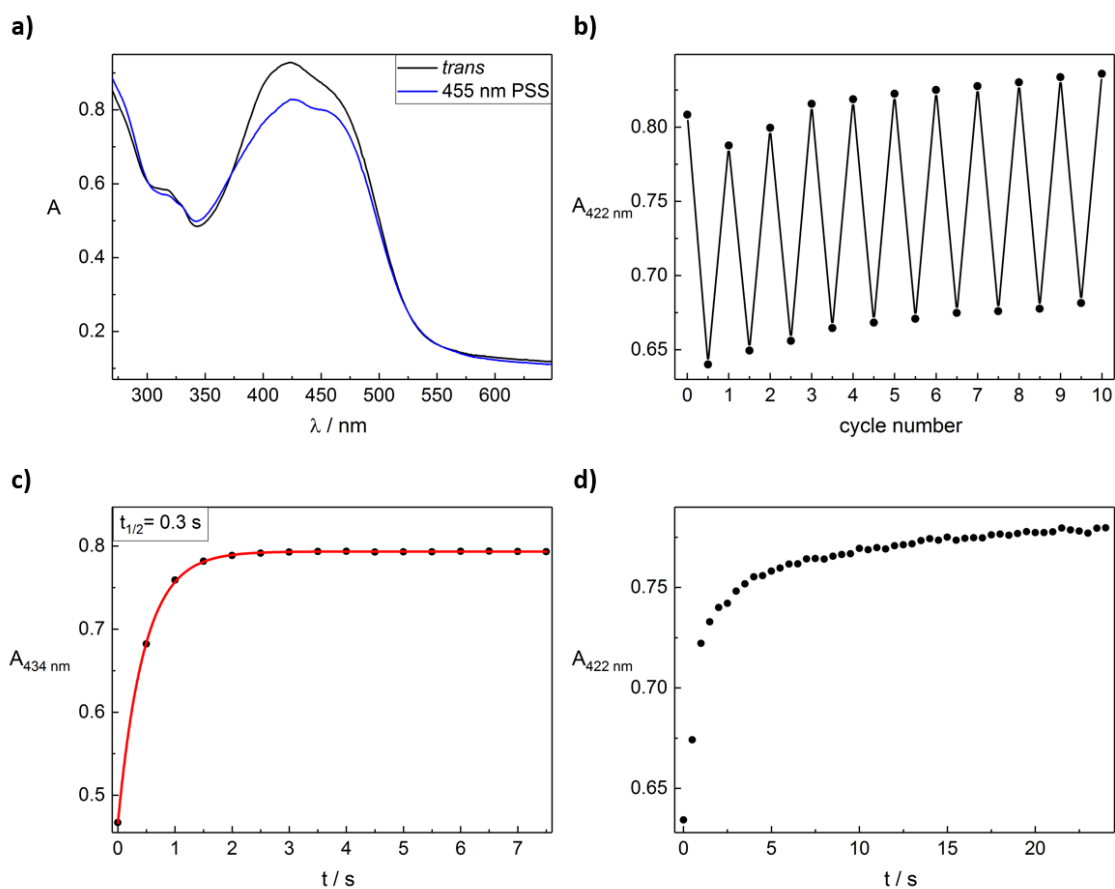 a)
trans
455 nm PSS
0.8
0.6
0.4
0.2
A
300 350 400 450 500 550 600
λ / nm
b)
0.80
0.75
0.70
0.65
A422 nm
0 1 2 3 4 5 6 7 8 9 10
cycle number
c)
t1/2= 0.3 s
0.8
0.7
0.6
0.5
A434 nm
0 1 2 3 4 5 6 7
t / s
d)
0.75
0.70
0.65
A422 nm
0 5 10 15 20
t / s